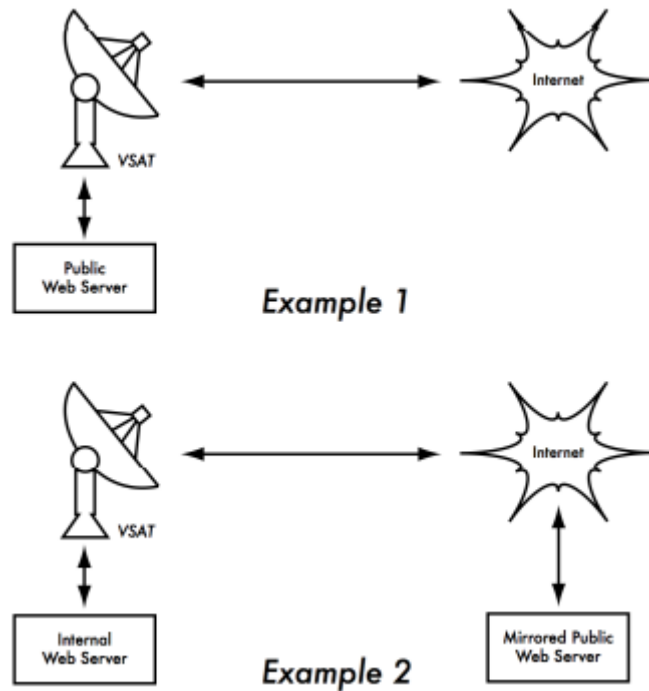 Internet
VSAT
Public
Web Server
Example 1
Internet
VSAT
Internal
Web Server
Mirrored Public
Web Server
Example 2